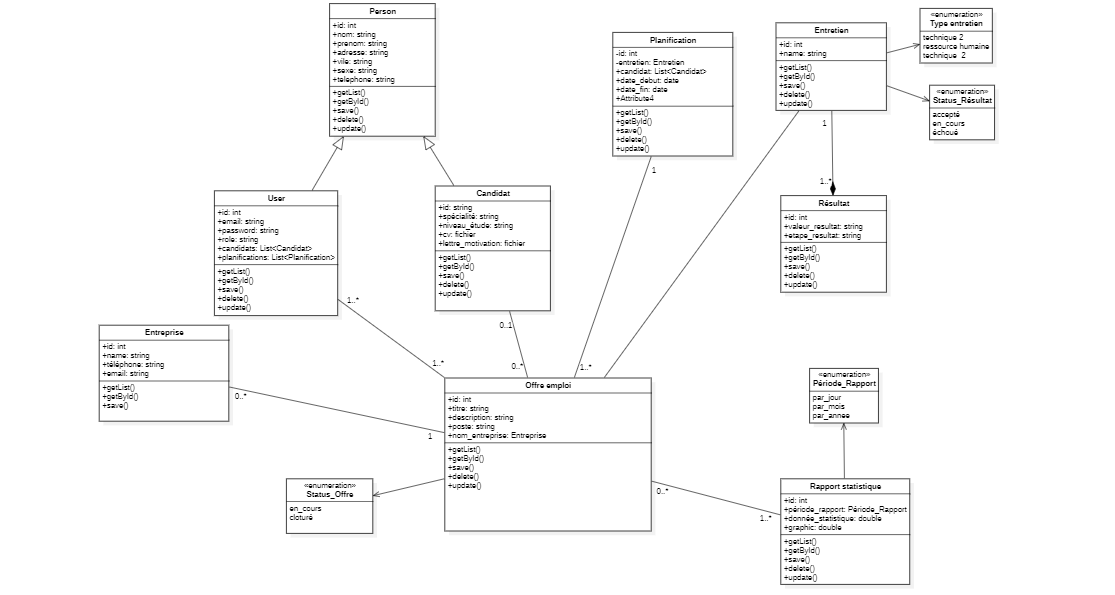 Person
+id: int
+nom: string
+prenom: string
+adresse: string
+vile: string
+sexe: string
+telephone: string
+getList()
+getById()
+save()
+delete()
+update()
Planification
-id: int
-entretien: Entretien
+candidat: List<Candidat>
+date_debut: date
+date_fin: date
+Attribute4
+getList()
+getById()
+save()
+delete()
+update()
1
Entretien
+id: int
+name: string
+getList()
+getById()
+save()
+delete()
+update()
1
1..*
«enumeration»
Type entretien
technique 2
ressource humaine
technique 2
«enumeration»
Status_Résultat
accepté
en_cours
échoué
User
+id: int
+email: string
+password: string
+role: string
+candidats: List<Candidat>
+planifications: List<Planification>
+getList()
+getById()
+save()
+delete()
+update()
1..*
1..*
Candidat
+id: string
+spécialité: string
+niveau_étude: string
+cv: fichier
+lettre_motivation: fichier
+getList()
+getById()
+save()
+delete()
+update()
0..1
0..*
1..*
Résultat
+id: int
+valeur_resultat: string
+etape_resultat: string
+getList()
+getById()
+save()
+delete()
+update()
Entreprise
+id: int
+name: string
+téléphone: string
+email: string
+getList()
+getById()
+save()
0..*
1
Offre emploi
+id: int
+titre: string
+description: string
+poste: string
+nom_entreprise: Entreprise
+getList()
+getById()
+save()
+delete()
+update()
0..*
1..*
«enumeration»
Période_Rapport
par_jour
par_mois
par_annee
«enumeration»
Status_Offre
en_cours
cloturé
Rapport statistique
+id: int
+période_rapport: Période_Rapport
+donnée_statistique: double
+graphic: double
+getList()
+getById()
+save()
+delete()
+update()